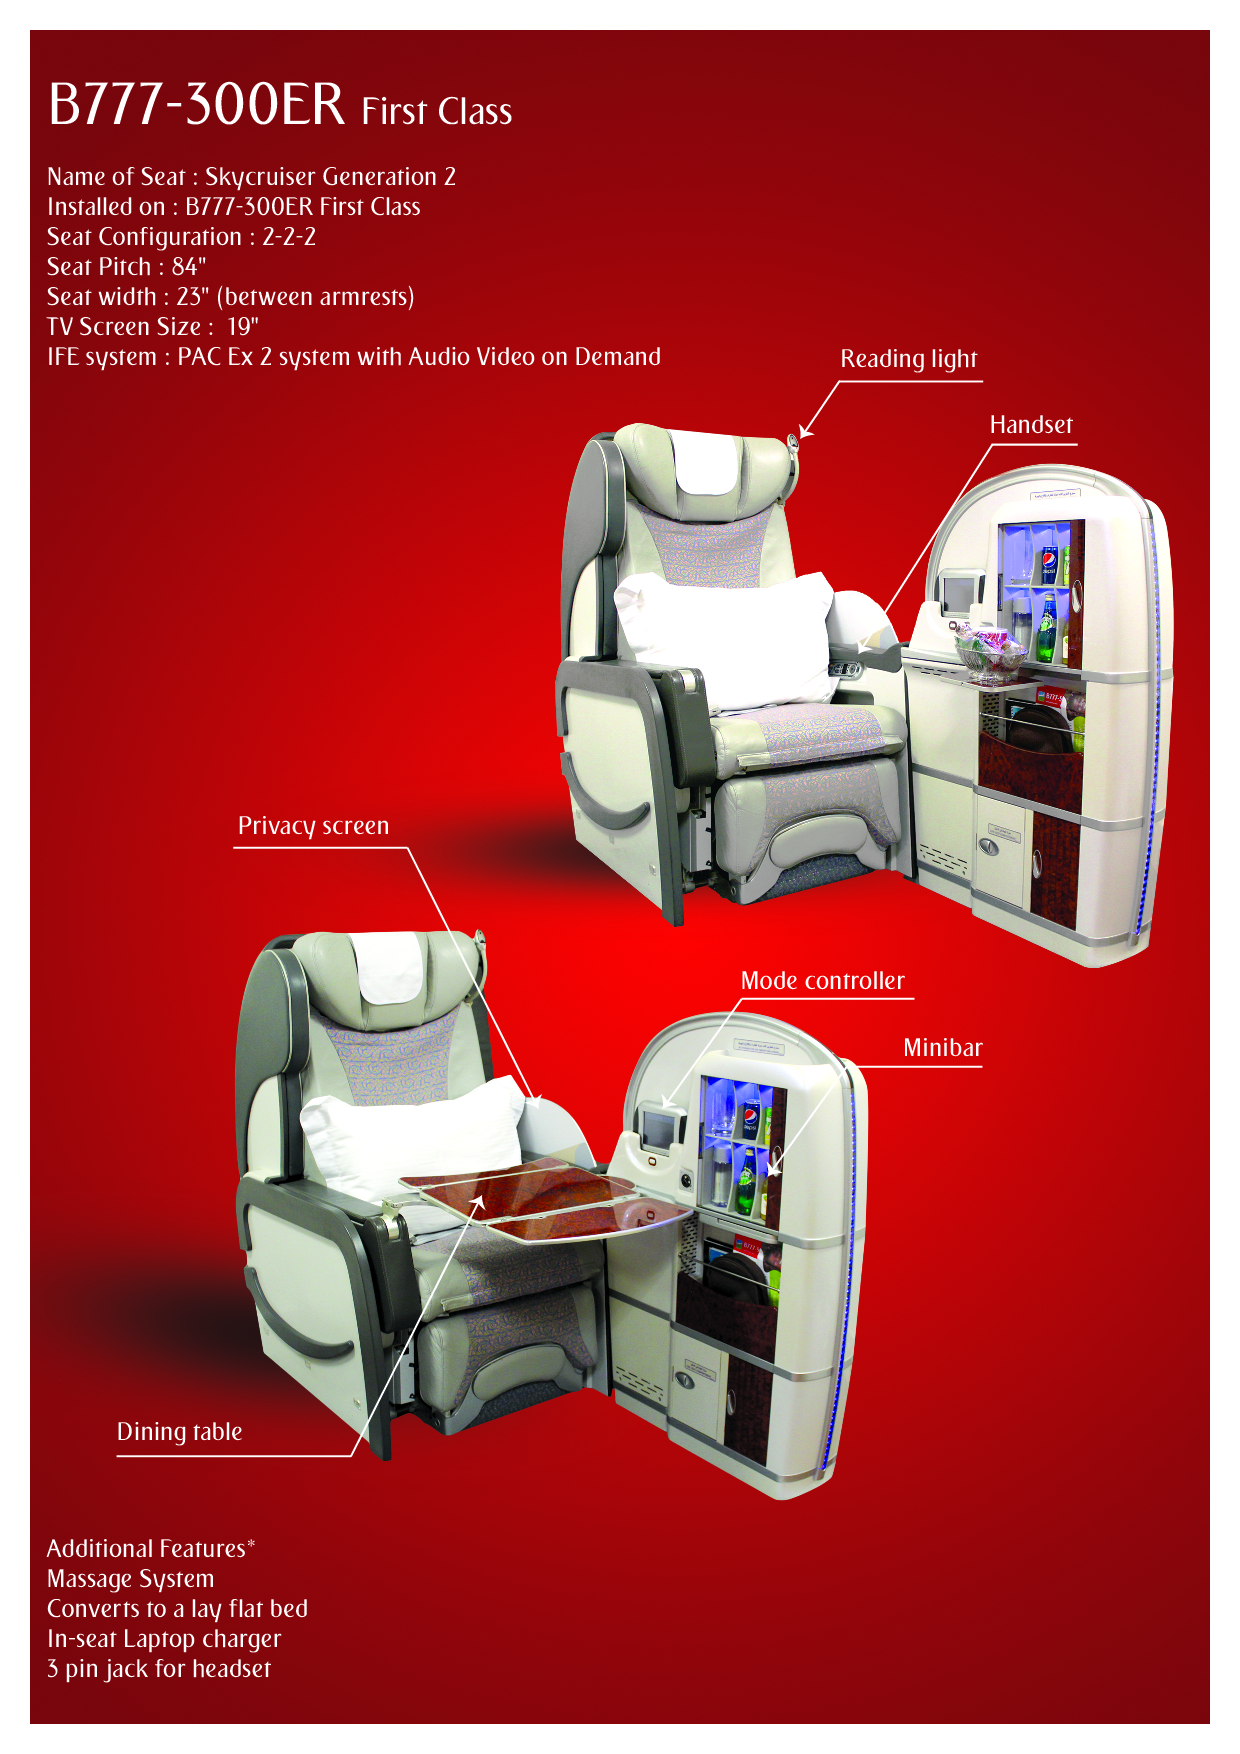 B777-300ER First Class
Name of Seat : Skycruiser Generation 2
Installed on : B777-300ER First Class
Seat Configuration : 2-2-2
Seat Pitch : 84"
Seat width : 23" (between armrests)
TV Screen Size :  19"
IFE system : PAC Ex 2 system with Audio Video on Demand
Reading light
Handset
pepsi
Privacy screen
Mode controller
Minibar
pepsi
Dining table
Additional Features*
Massage System
Converts to a lay flat bed
In-seat Laptop charger
3 pin jack for headset